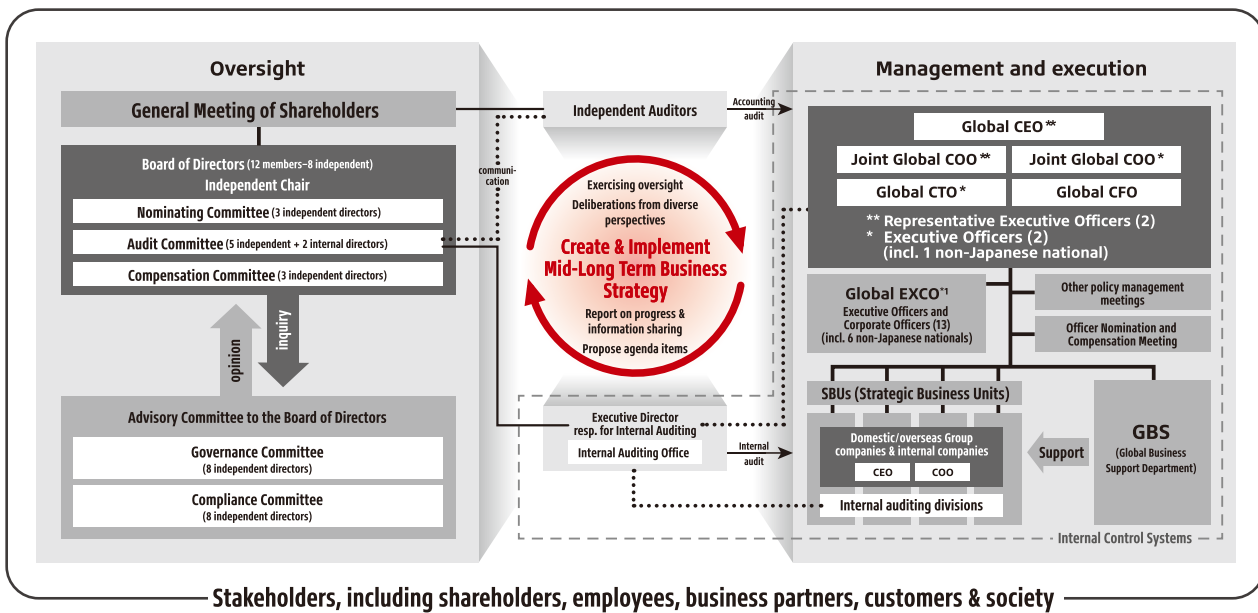 Oversight
General Meeting of Shareholders
Board of Directors (12 members–8 independent)
Independent Chair
Nominating Committee (3 independent directors)
Audit Committee (5 independent + 2 internal directors)
Compensation Committee (3 independent directors)
opinion
inquiry
Advisory Committee to the Board of Directors
Governance Committee
(8 independent directors)
Compliance Committee
(8 independent directors)
communi-
cation
Independent Auditors
Accounting
audit
Exercising oversight
Deliberations from diverse
perspectives
Create & Implement
Mid-Long Term Business
Strategy
Report on progress &
information sharing
Propose agenda items
Executive Director
resp. for Internal Auditing
Internal Auditing Office
Internal
audit
Management and execution
Global CEO**
Joint Global COO**
Joint Global COO*
Global CTO*
Global CFO
** Representative Executive Officers (2)
* Executive Officers (2)
(incl. 1 non-Japanese national)
Global EXCO*1
Executive Officers and
Corporate Officers (13)
(incl. 6 non-Japanese nationals)
Other policy management
meetings
Officer Nomination and
Compensation Meeting
SBUs (Strategic Business Units)
Domestic/overseas Group
companies & internal companies
CEO
COO
Internal auditing divisions
Support
GBS
(Global Business
Support Department)
Internal Control Systems
Stakeholders, including shareholders, employees, business partners, customers & society